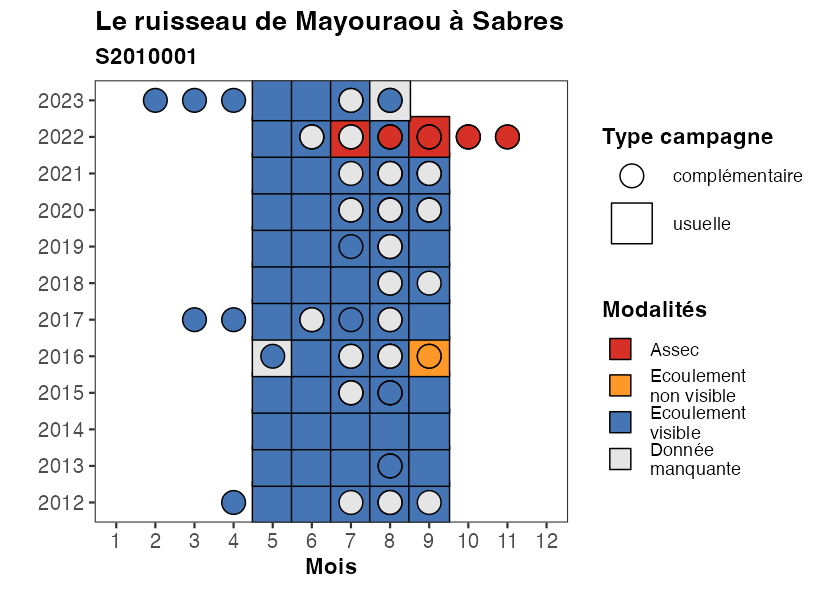 Le ruisseau de Mayouraou à Sabres
S2010001
2023
2022
2021
2020
2019
2018
2017
2016
2015
2014
2013
2012
1 2 3 4 5 6 7 8 9 10 11 12
Mois
Type campagne
complémentaire
usuelle
Modalités
Assec
Ecoulement
non visible
Ecoulement
visible
Donnée
manquante